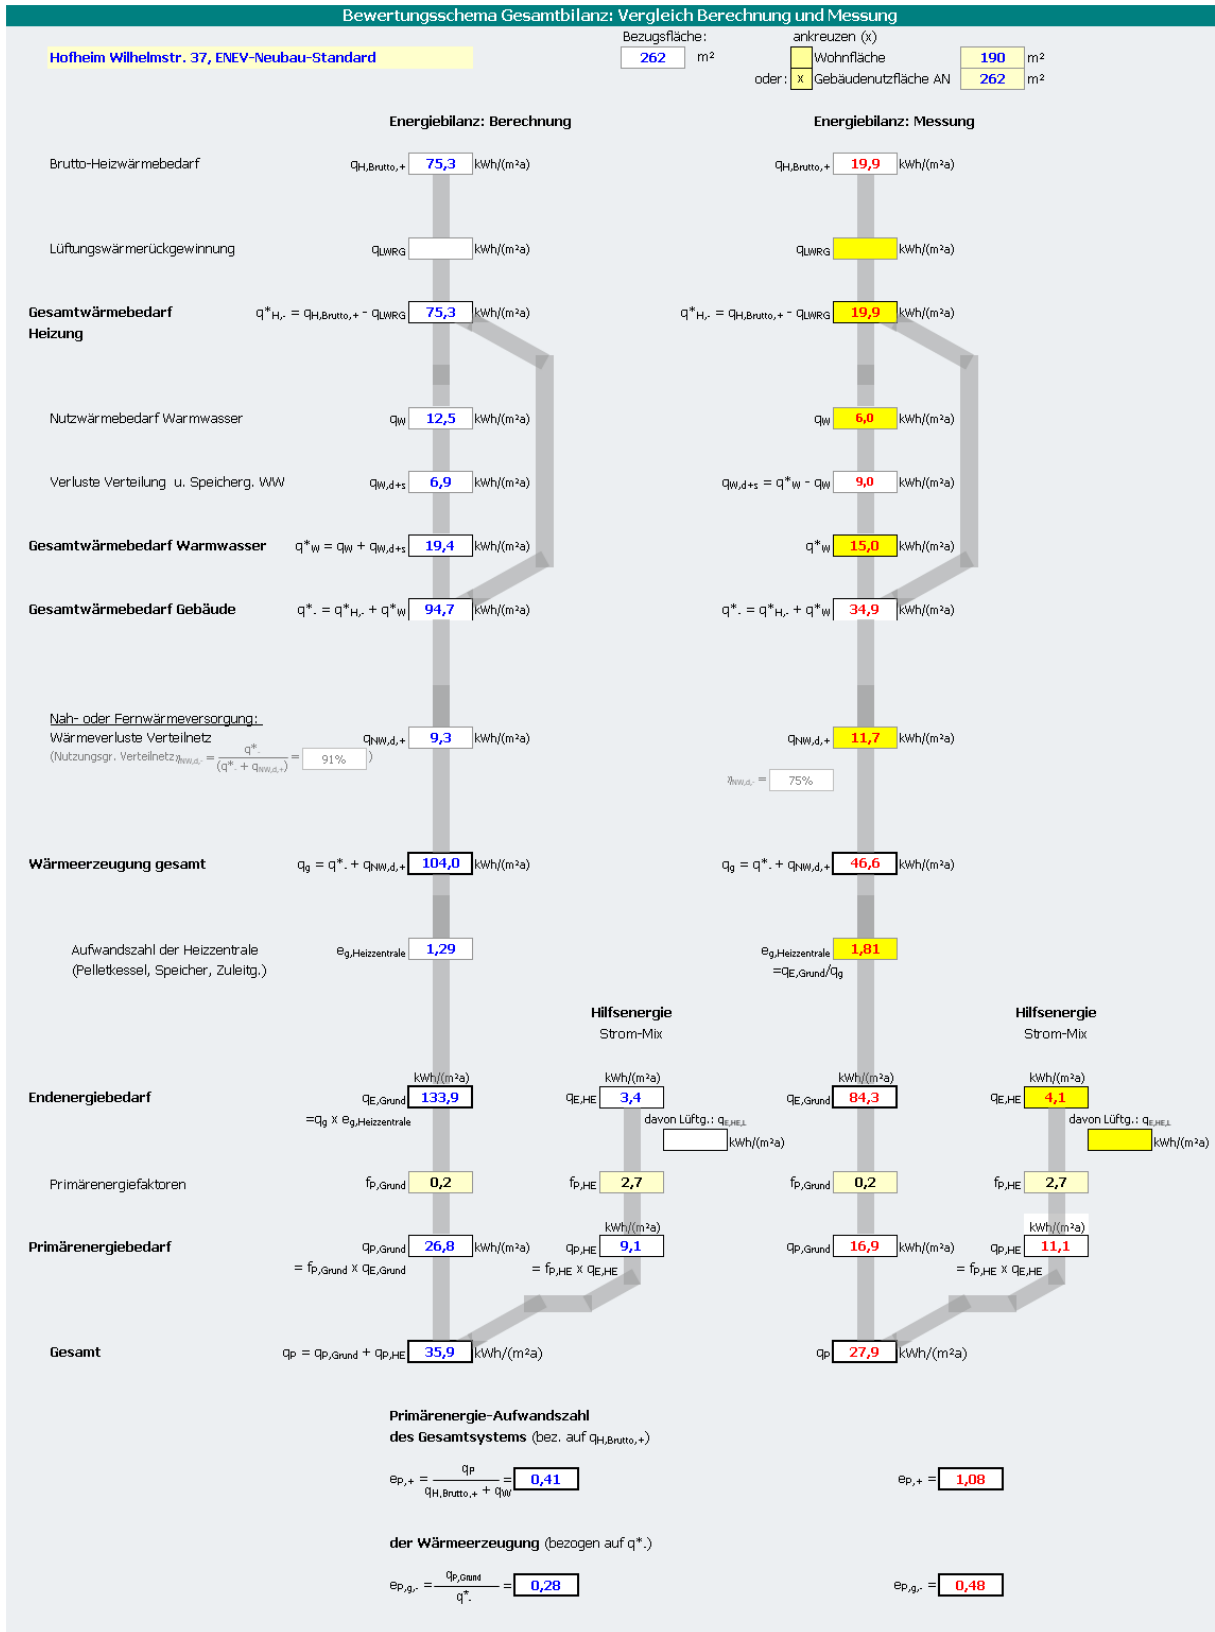 Bewertungsschema Gesamtbilanz: Vergleich Berechnung und Messung
Bezugsfläche: ankreuzen (x)
Hofheim Wilhelmstr. 37, ENEV-Neubau-Standard 262 m² Wohnfläche 190 m²
oder: x Gebäudenutzfläche AN 262 m²
Energiebilanz: Berechnung Energiebilanz: Messung
Brutto-Heizwärmebedarf qH,Brutto,+ 75,3 kWh/(m²a) qH,Brutto,+ 19,9 kWh/(m²a)
Lüftungswärmerückgewinnung qLWRG kWh/(m²a) qLWRG kWh/(m²a)
Gesamtwärmebedarf q*H,- = qH,Brutto,+ - qLWRG 75,3 kWh/(m²a) q*H,- = qH,Brutto,+ - qLWRG 19,9 kWh/(m²a)
Heizung
Nutzwärmebedarf Warmwasser qW 12,5 kWh/(m²a) qW 6,0 kWh/(m²a)
Verluste Verteilung u. Speicherg. WW qW,d+s 6,9 kWh/(m²a) qW,d+s = q*W - qW 9,0 kWh/(m²a)
Gesamtwärmebedarf Warmwasser q*W = qW + qW,d+s 19,4 kWh/(m²a) q*W 15,0 kWh/(m²a)
Gesamtwärmebedarf Gebäude q*- = q*H,- + q*W 94,7 kWh/(m²a) q*- = q*H,- + q*W 34,9 kWh/(m²a)
Nah- oder Fernwärmeversorgung:
Wärmeverluste Verteilnetz qNW,d,+ 9,3 kWh/(m²a) qNW,d,+ 11,7 kWh/(m²a)
(Nutzungsgr. Verteilnetz ηNW,d,- = q*- / (q*- + qNW,d,+) = 91% ) ηNW,d,- = 75%
Wärmeerzeugung gesamt qg = q*- + qNW,d,+ 104,0 kWh/(m²a) qg = q*- + qNW,d,+ 46,6 kWh/(m²a)
Aufwandszahl der Heizzentrale eg,Heizzentrale 1,29 eg,Heizzentrale 1,81
(Pelletkessel, Speicher, Zuleitg.) =qE,Grund/qg
Hilfsenergie Hilfsenergie
Strom-Mix Strom-Mix
kWh/(m²a) kWh/(m²a) kWh/(m²a) kWh/(m²a)
Endenergiebedarf qE,Grund 133,9 qE,HE 3,4 qE,Grund 84,3 qE,HE 4,1
=qg x eg,Heizzentrale davon Lüftg.: qE,HE,L davon Lüftg.: qE,HE,L
kWh/(m²a) kWh/(m²a)
Primärenergiefaktoren fP,Grund 0,2 fP,HE 2,7 fP,Grund 0,2 fP,HE 2,7
kWh/(m²a) kWh/(m²a)
Primärenergiebedarf qP,Grund 26,8 kWh/(m²a) qP,HE 9,1 qP,Grund 16,9 kWh/(m²a) qP,HE 11,1
= fP,Grund x qE,Grund = fP,HE x qE,HE = fP,HE x qE,HE
Gesamt qP = qP,Grund + qP,HE 35,9 kWh/(m²a) qP 27,9 kWh/(m²a)
Primärenergie-Aufwandszahl
des Gesamtsystems (bez. auf qH,Brutto,+)
eP,+ = qP / qH,Brutto,+ + qW = 0,41 eP,+ = 1,08
der Wärmeerzeugung (bezogen auf q*-)
eP,g,- = qP,Grund / q*- = 0,28 eP,g,- = 0,48